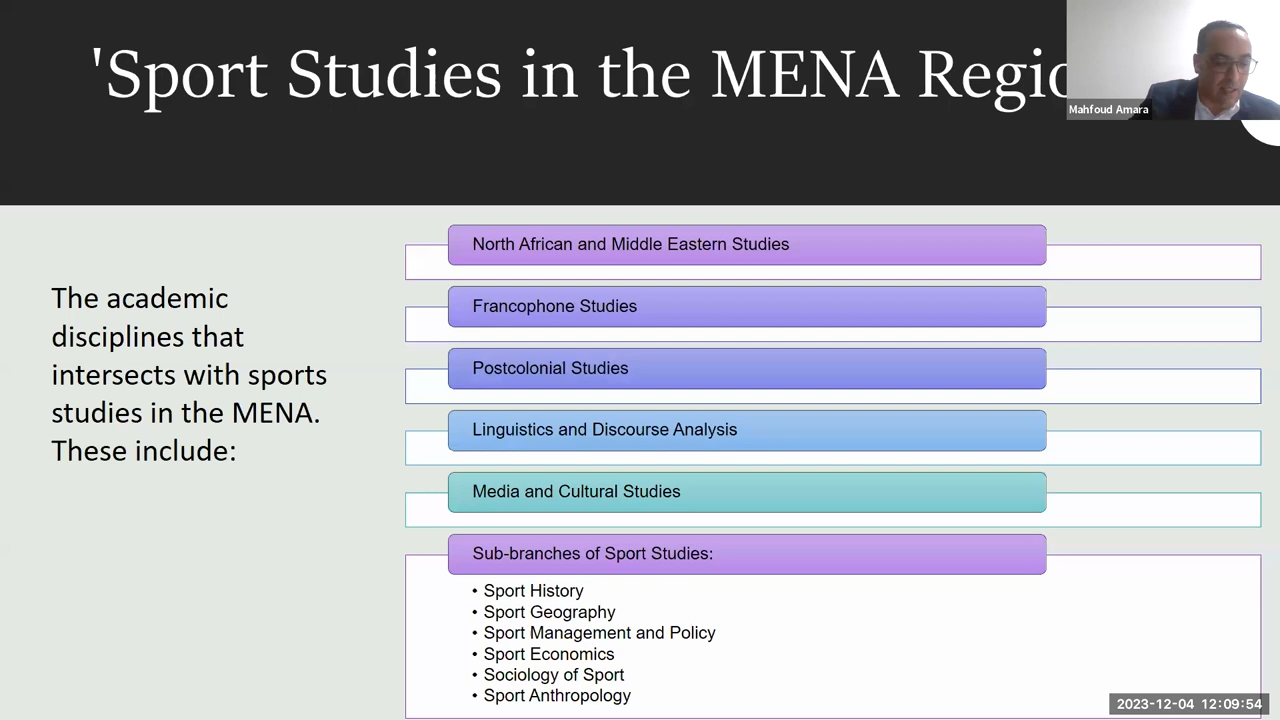 'Sport Studies in the MENA Regio
Mahfoud Amara
The academic
disciplines that
intersects with sports
studies in the MENA.
These include:
North African and Middle Eastern Studies
Francophone Studies
Postcolonial Studies
Linguistics and Discourse Analysis
Media and Cultural Studies
Sub-branches of Sport Studies:
• Sport History
• Sport Geography
• Sport Management and Policy
• Sport Economics
• Sociology of Sport
• Sport Anthropology
2023-12-04 12:09:54